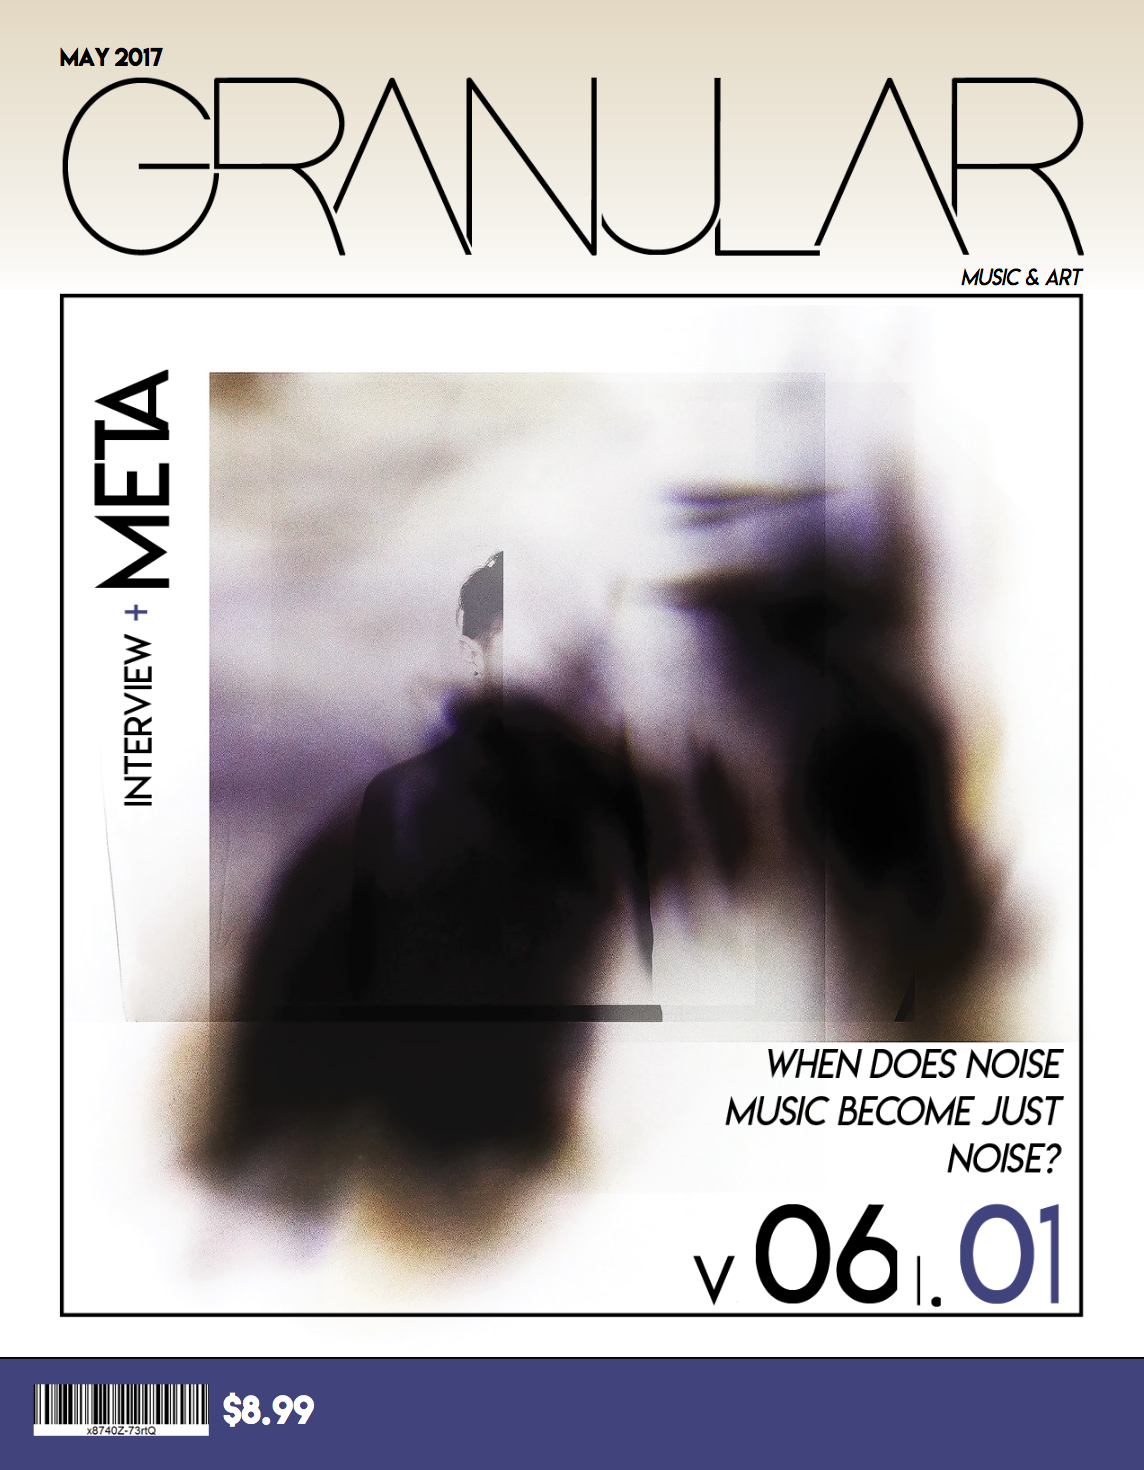 MAY 2017
GRANULAR
MUSIC & ART
INTERVIEW + META
WHEN DOES NOISE
MUSIC BECOME JUST
NOISE?
V 06 I. 01
x8740Z-73rtQ
$8.99